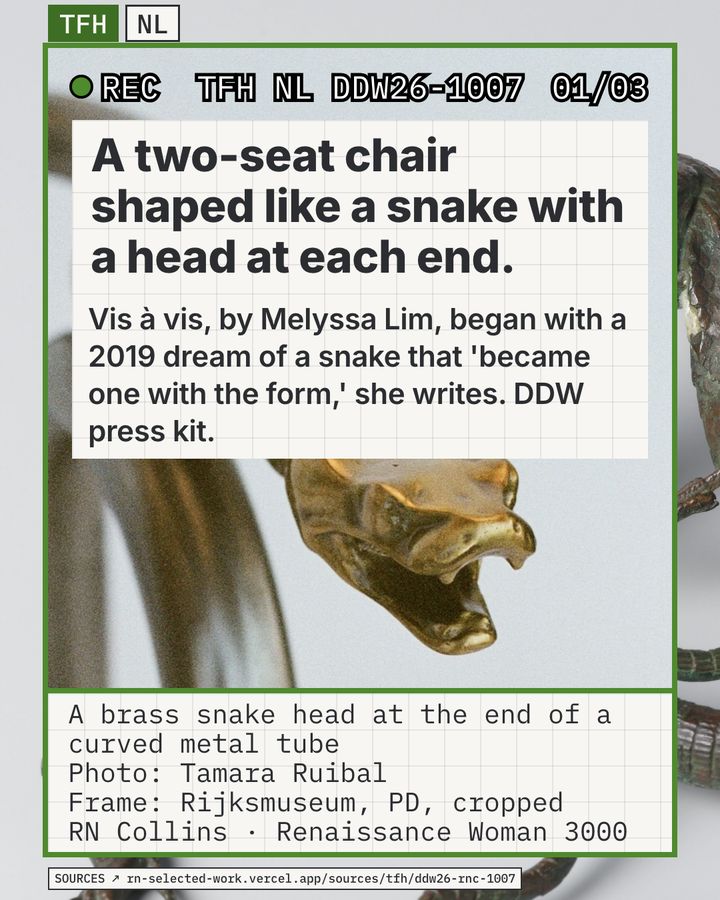 TFH NL
REC TFH NL DDW26-1007 01/03
A two-seat chair
shaped like a snake with
a head at each end.
Vis à vis, by Melyssa Lim, began with a
2019 dream of a snake that 'became
one with the form,' she writes. DDW
press kit.
A brass snake head at the end of a
curved metal tube
Photo: Tamara Ruibal
Frame: Rijksmuseum, PD, cropped
RN Collins · Renaissance Woman 3000
SOURCES ↗ rn-selected-work.vercel.app/sources/tfh/ddw26-rnc-1007